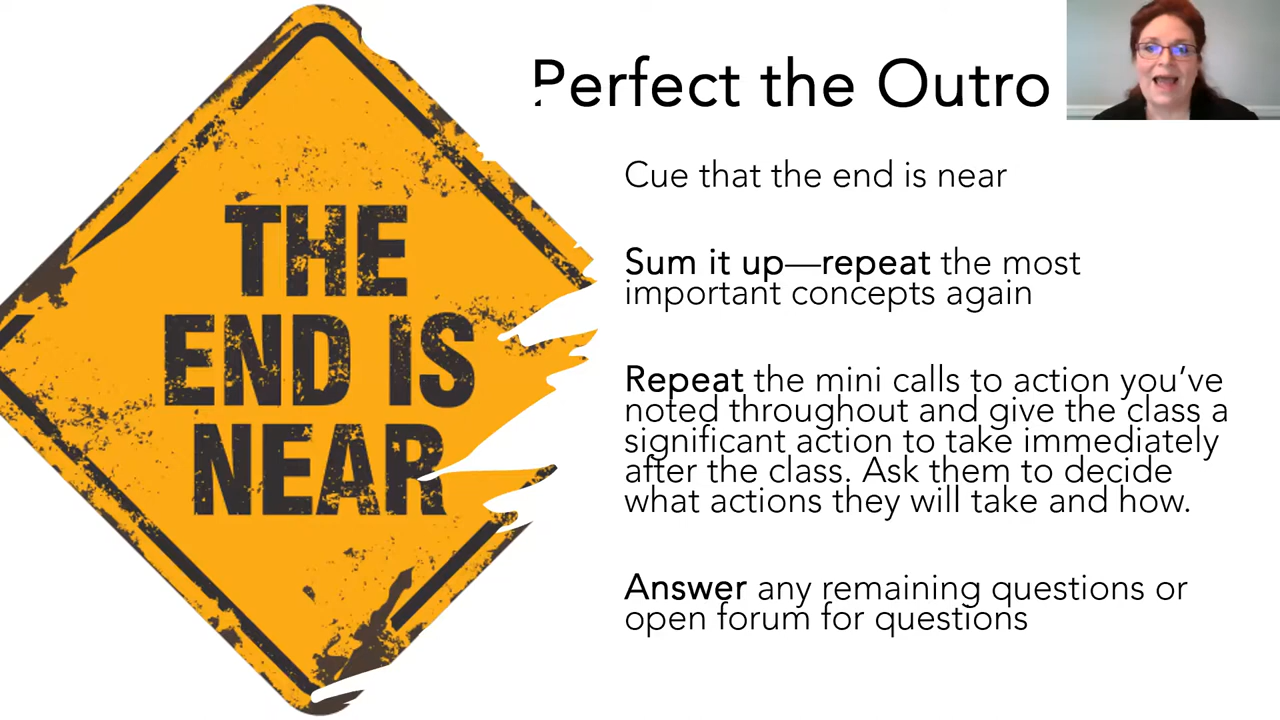 THE
END IS
NEAR
Perfect the Outro
Cue that the end is near
Sum it up—repeat the most
important concepts again
Repeat the mini calls to action you’ve
noted throughout and give the class a
significant action to take immediately
after the class. Ask them to decide
what actions they will take and how.
Answer any remaining questions or
open forum for questions